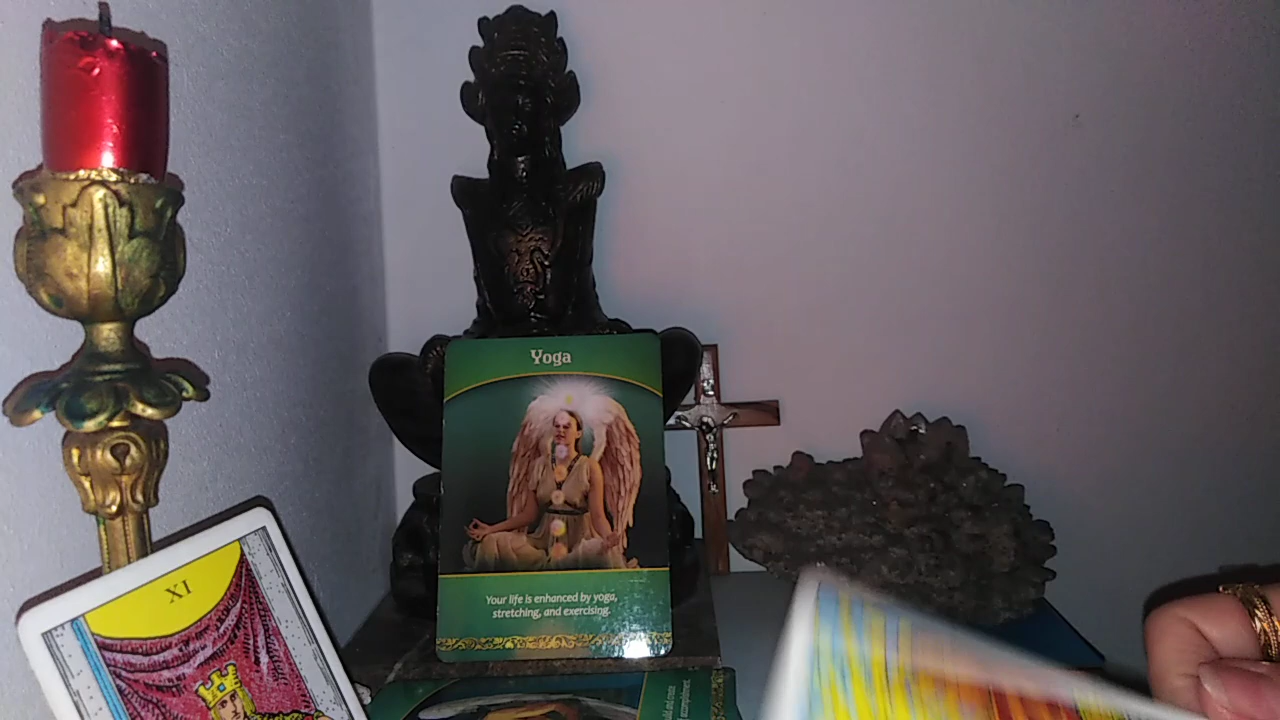 Yoga
Your life is enhanced by yoga,
stretching, and exercising.
XI